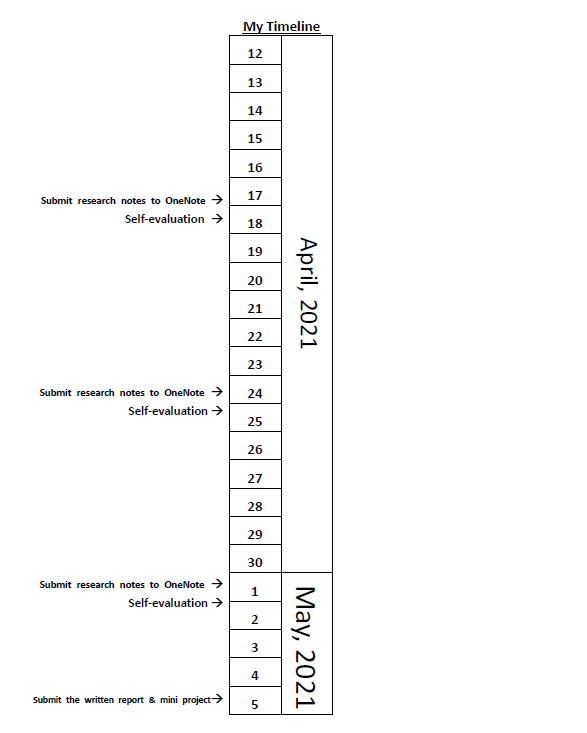 My Timeline
12
13
14
15
16
Submit research notes to OneNote → 17
Self-evaluation → 18
19
20
April, 2021
21
22
23
Submit research notes to OneNote → 24
Self-evaluation → 25
26
27
28
29
30
Submit research notes to OneNote → 1
Self-evaluation → 2
May, 2021
3
4
Submit the written report & mini project → 5